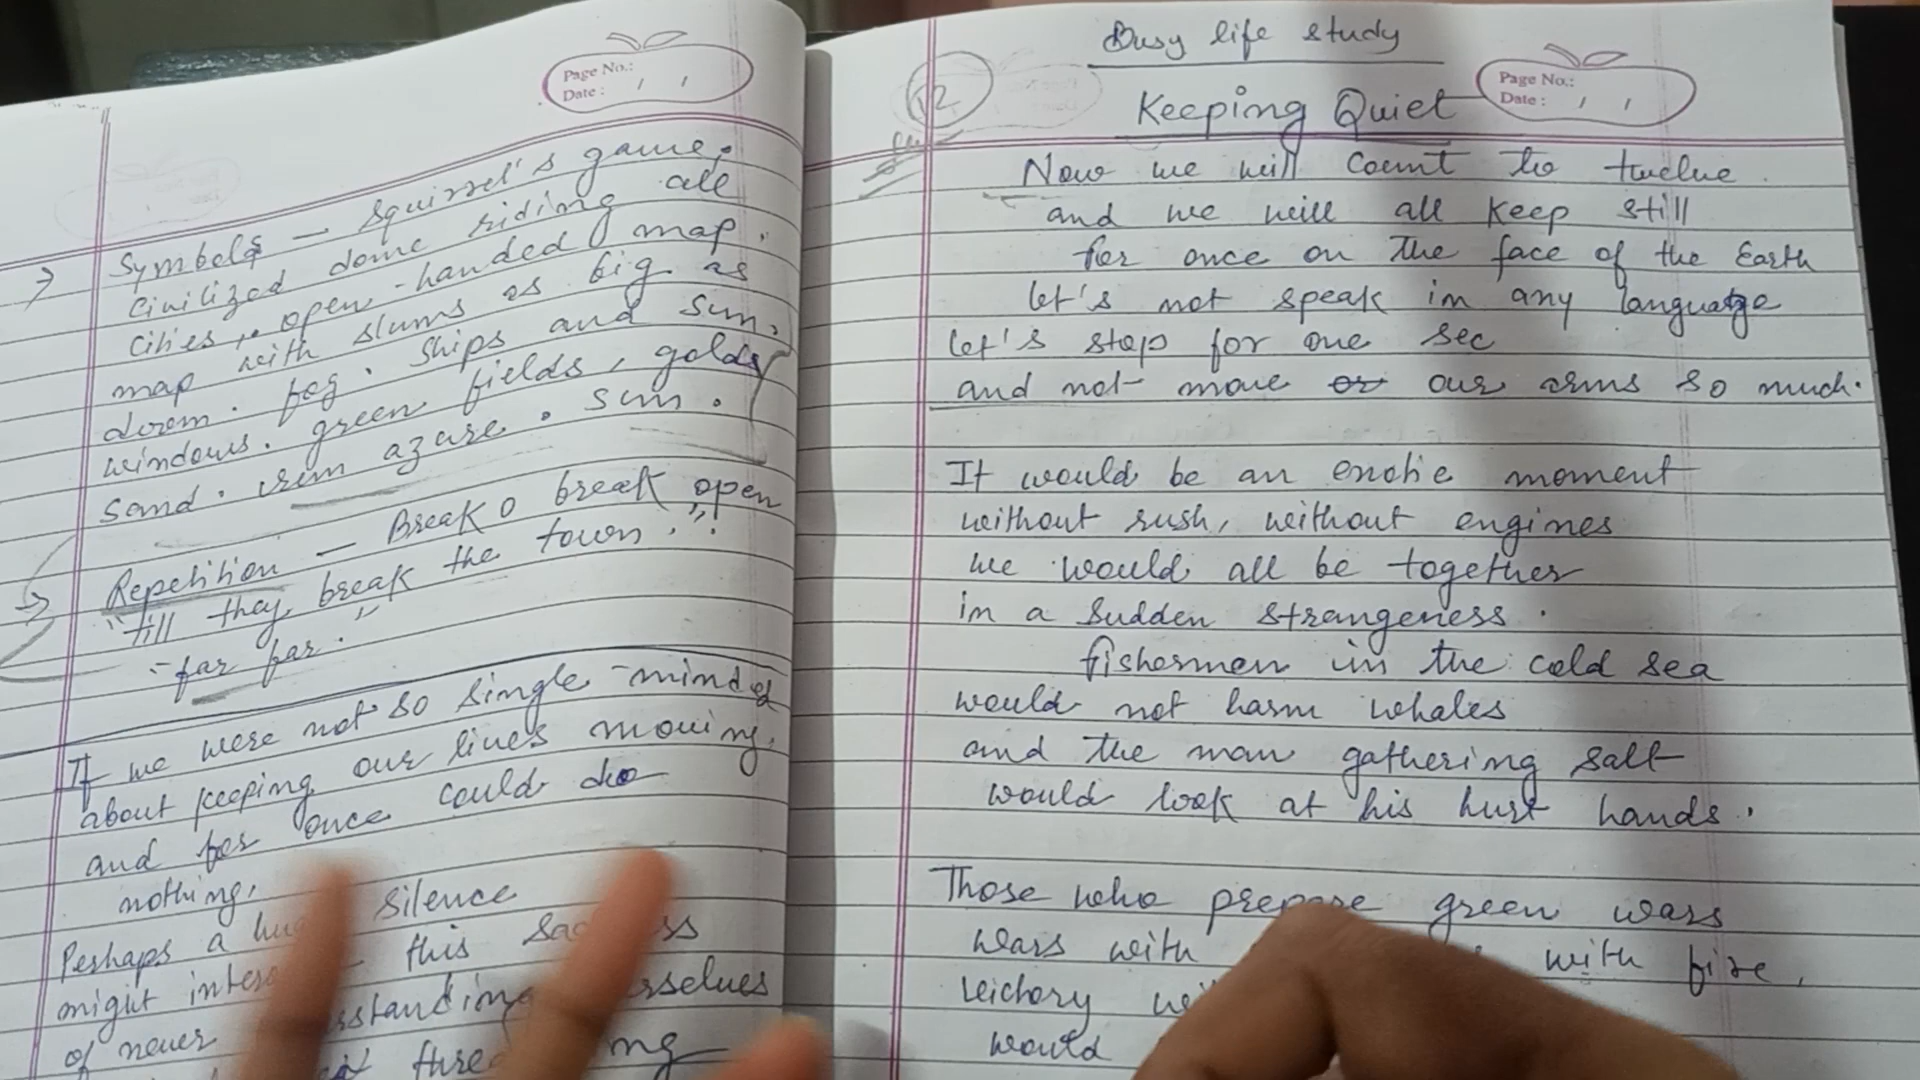 Page No.:
Date : / /
Symbols — squirrel's game.
Civilized dome riding all
cities, open-handed map.
map with slums as big as
doom. fog. Ships and sun.
windows. green fields, golds
sand. run azure. sun.
Repetition — Break o break open
"till they break the town.".
-far far."
If we were not so single-minded
about keeping our lives moving,
and for once could do
nothing,
Perhaps a silence
might this
of never
Busy life study
12
Keeping Quiet
Page No.:
Date : / /
Now we will count to twelve
and we will all keep still
for once on the face of the Earth
let's not speak in any language
let's stop for one sec
and not move our arms so much.
It would be an exotic moment
without rush, without engines
we would all be together
in a sudden strangeness.
fishermen in the cold sea
would not harm whales
and the man gathering salt
would look at his hurt hands.
Those who prepare green wars
wars with with fire,
would